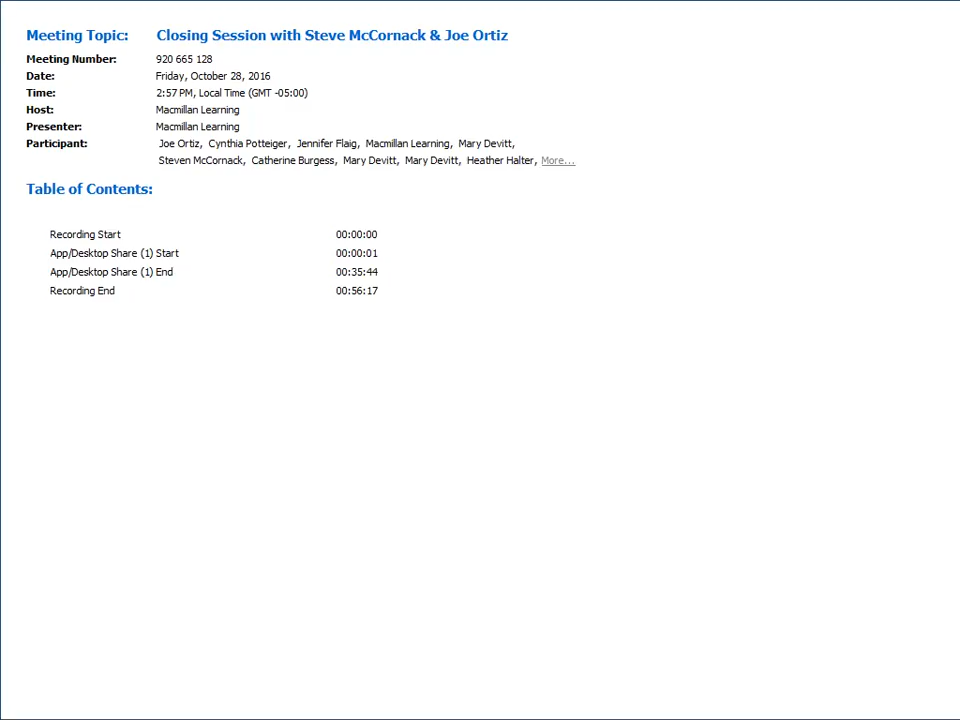 Meeting Topic: Closing Session with Steve McCornack & Joe Ortiz
Meeting Number: 920 665 128
Date: Friday, October 28, 2016
Time: 2:57 PM, Local Time (GMT -05:00)
Host: Macmillan Learning
Presenter: Macmillan Learning
Participant: Joe Ortiz, Cynthia Potteiger, Jennifer Flaig, Macmillan Learning, Mary Devitt,
Steven McCornack, Catherine Burgess, Mary Devitt, Mary Devitt, Heather Halter, More...
Table of Contents:
Recording Start 00:00:00
App/Desktop Share (1) Start 00:00:01
App/Desktop Share (1) End 00:35:44
Recording End 00:56:17